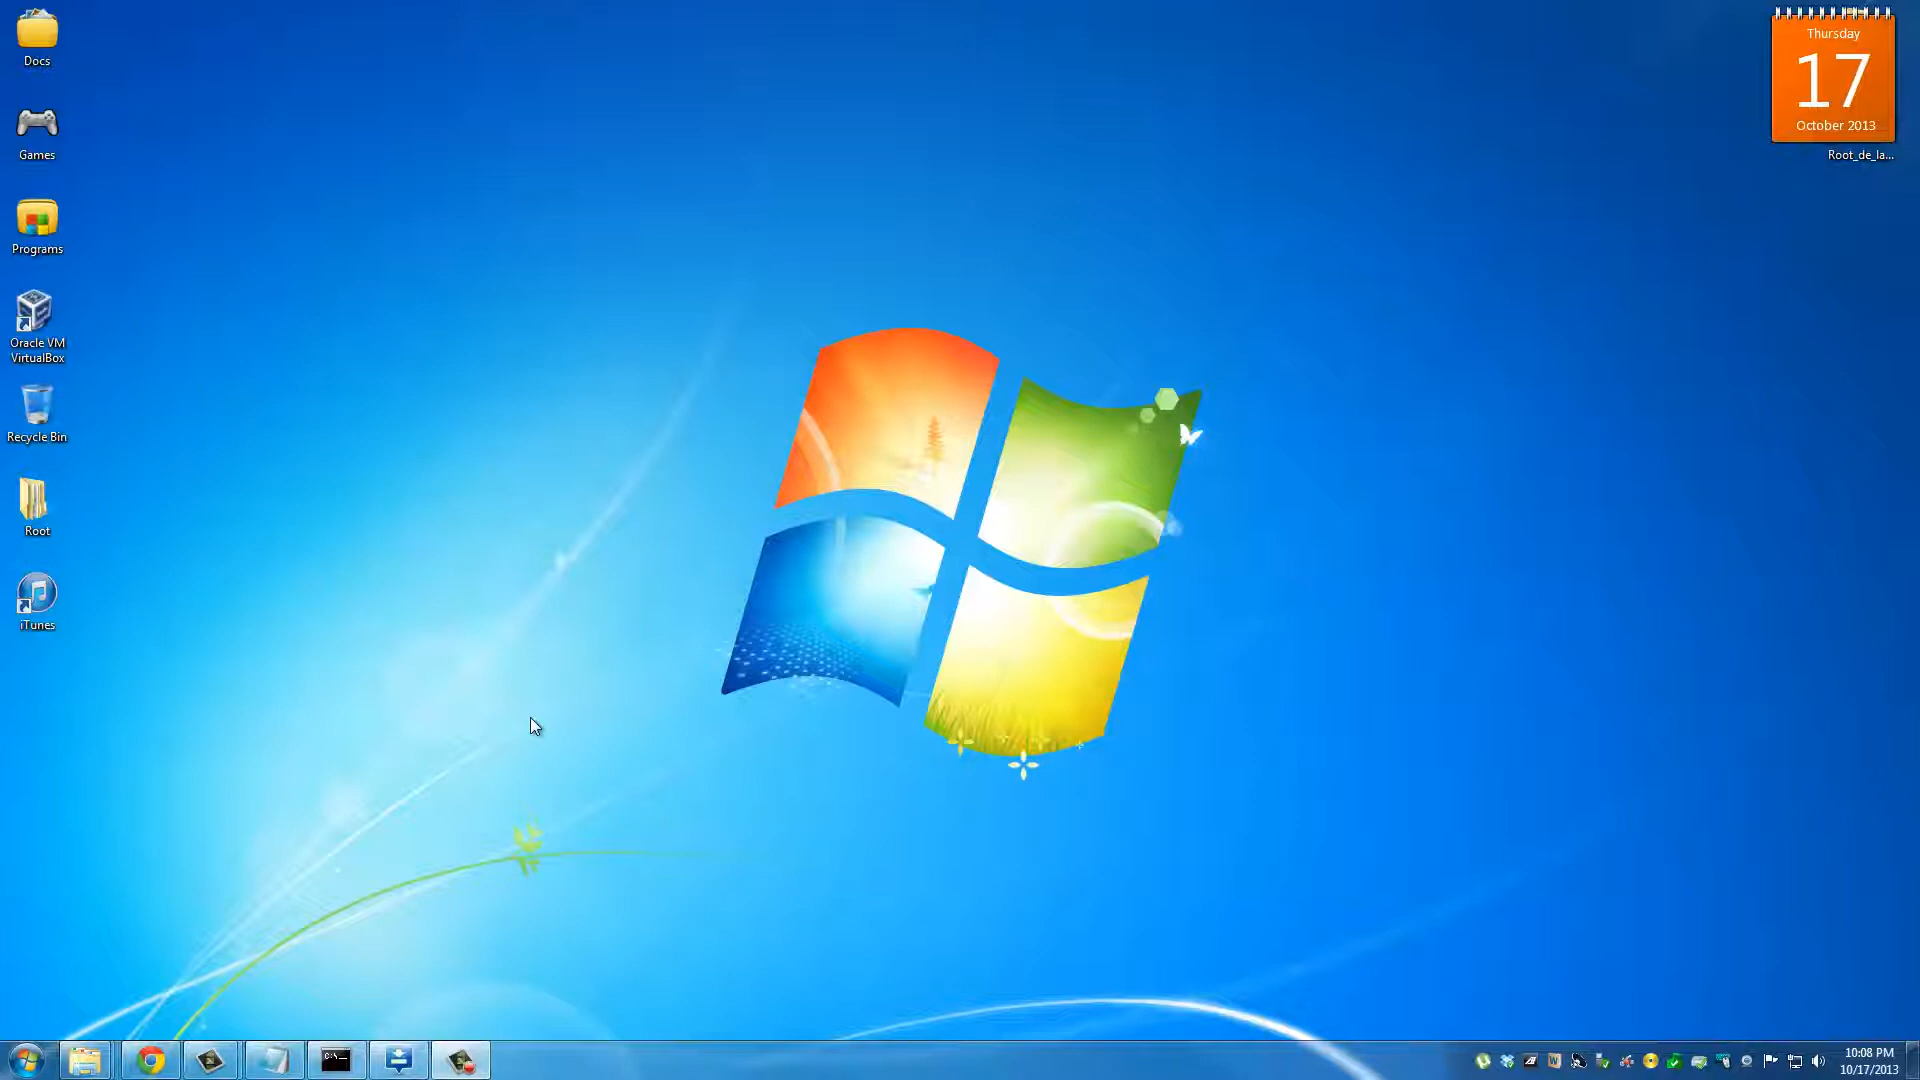 Docs
Games
Programs
Oracle VM
VirtualBox
Recycle Bin
Root
iTunes
Thursday
17
October 2013
Root_de_la...
C:\_
10:08 PM
10/17/2013